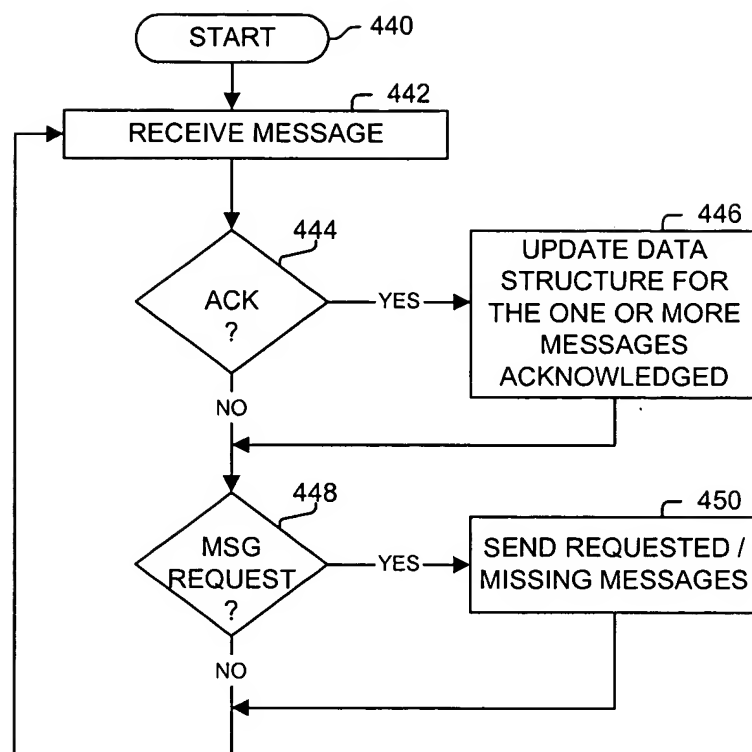 START
440
442
RECEIVE MESSAGE
444
ACK
?
YES
446
UPDATE DATA
STRUCTURE FOR
THE ONE OR MORE
MESSAGES
ACKNOWLEDGED
NO
448
MSG
REQUEST
?
YES
450
SEND REQUESTED /
MISSING MESSAGES
NO